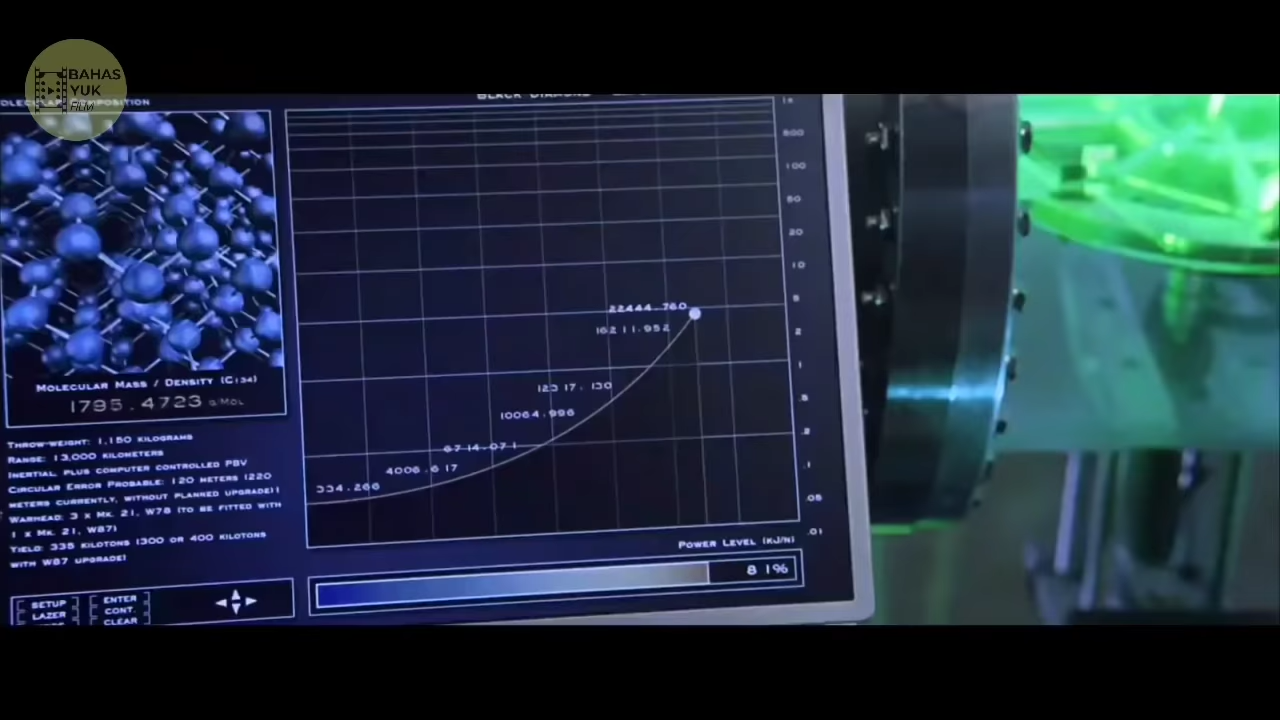 BAHAS
YUK
FILM
BLACK DIAMOND
MOLECULAR MASS / DENSITY (C134)
1795.4723 G/MOL
THROW WEIGHT: 1,150 KILOGRAMS
RANGE: 13,000 KILOMETERS
INERTIAL PLUS COMPUTER CONTROLLED PBV
CIRCULAR ERROR PROBABLE: 120 METERS (220
METERS CURRENTLY, WITHOUT PLANNED UPGRADE)
WARHEAD: 3 X MK. 21, W78 (TO BE FITTED WITH
1 X MK. 21, W87)
YIELD: 335 KILOTONS (300 OR 400 KILOTONS
WITH W87 UPGRADE)
SETUP
LAZER
ENTER
CONT.
CLEAR
22444.760
16211.952
12317.130
10064.996
6714.071
4006.617
334.266
1K
500
100
50
20
10
5
2
1
.5
.2
.1
.05
.01
POWER LEVEL (KJ/N)
81%